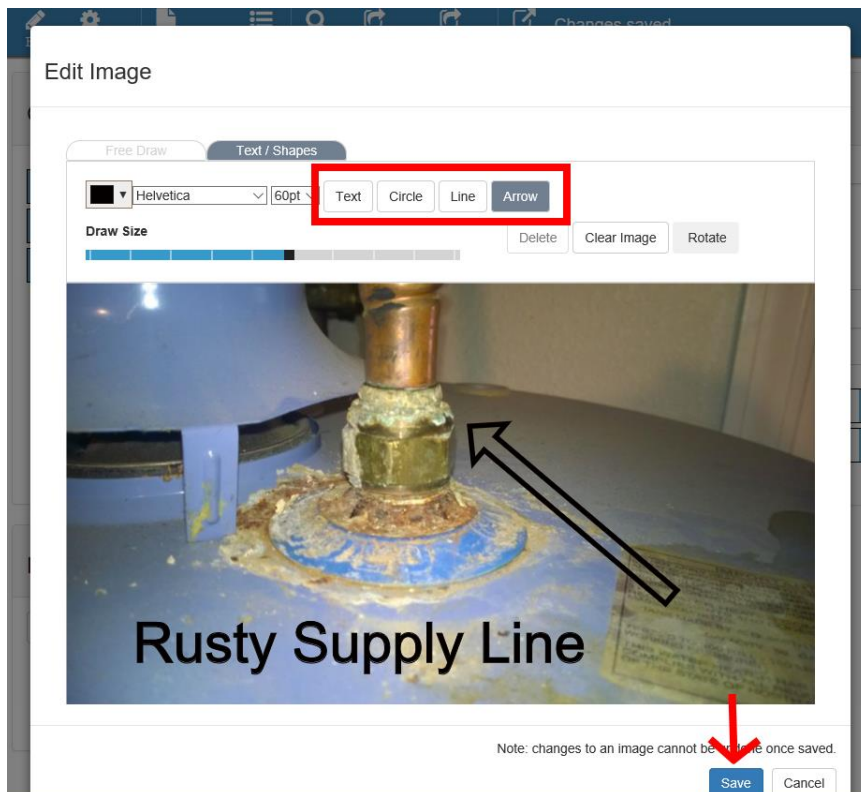 Changes saved
Edit Image
Free Draw
Text / Shapes
Helvetica
60pt
Text
Circle
Line
Arrow
Draw Size
Delete
Clear Image
Rotate
Rusty Supply Line
Note: changes to an image cannot be undone once saved.
Save
Cancel